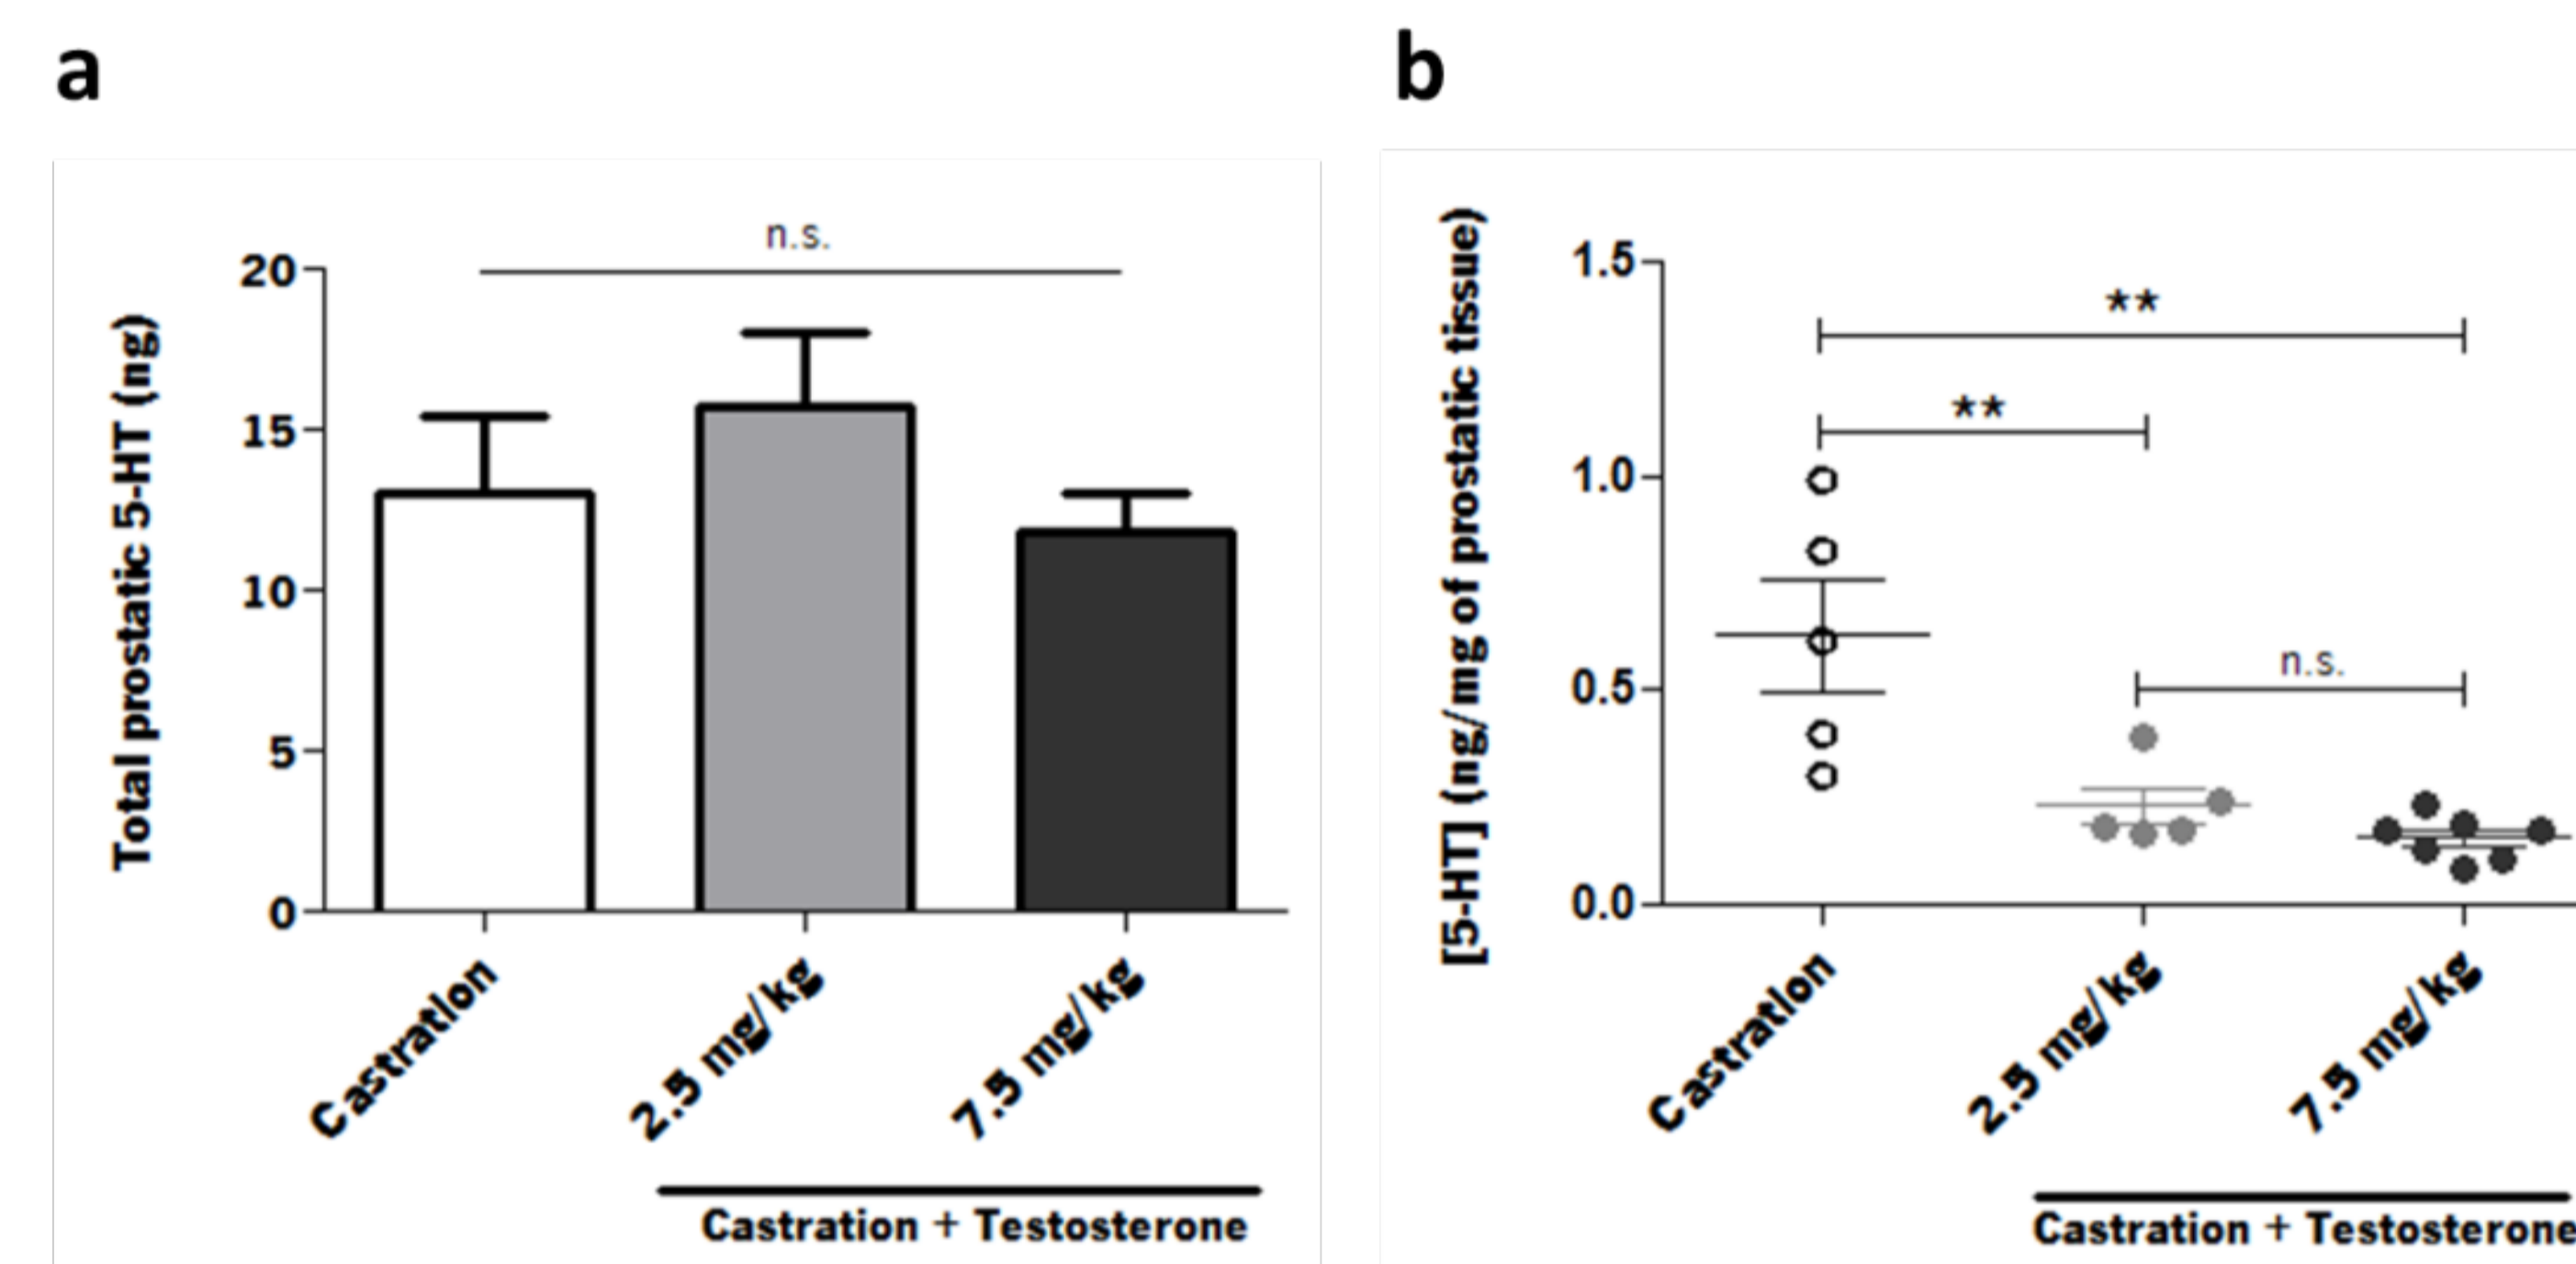 a
Total prostatic 5-HT (ng)
20
15
10
5
0
n.s.
Castration
2.5 mg/kg
7.5 mg/kg
Castration + Testosterone
b
[5-HT] (ng/mg of prostatic tissue)
1.5
1.0
0.5
0.0
**
**
n.s.
Castration
2.5 mg/kg
7.5 mg/kg
Castration + Testosterone